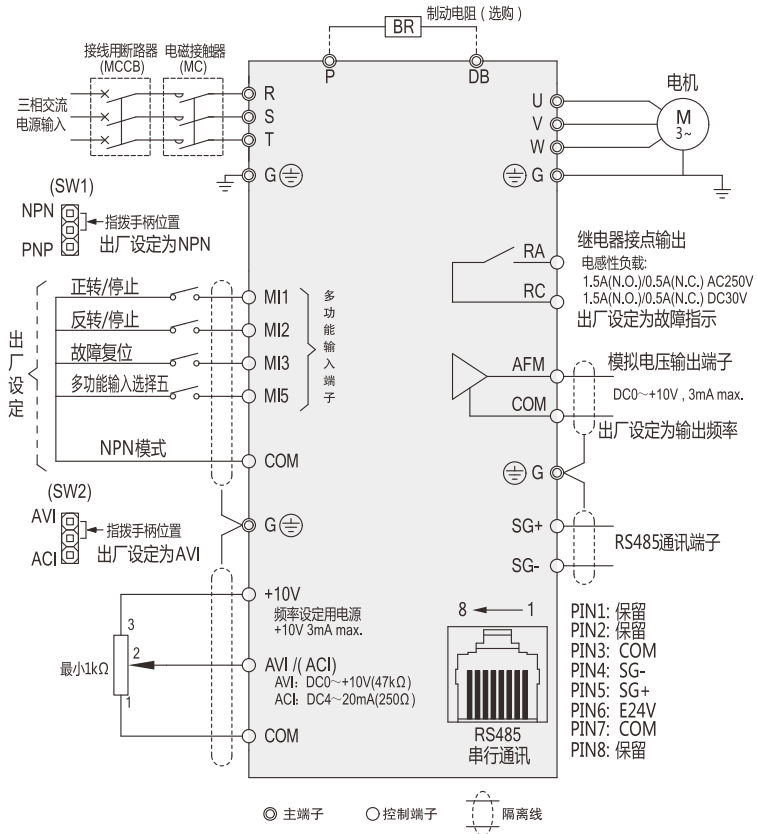 制动电阻（选购）
BR
接线用断路器
(MCCB)
电磁接触器
(MC)
P
DB
三相交流
电源输入
R
S
T
G
U
V
W
G
电机
M
3~
(SW1)
NPN
PNP
指拨手柄位置
出厂设定为NPN
RA
RC
继电器接点输出
电感性负载:
1.5A(N.O.)/0.5A(N.C.) AC250V
1.5A(N.O.)/0.5A(N.C.) DC30V
出厂设定为故障指示
出厂设定
正转/停止
反转/停止
故障复位
多功能输入选择五
NPN模式
MI1
MI2
MI3
MI5
COM
多功能输入端子
AFM
COM
模拟电压输出端子
DC0～+10V , 3mA max.
出厂设定为输出频率
G
(SW2)
AVI
ACI
指拨手柄位置
出厂设定为AVI
G
SG+
SG-
RS485通讯端子
+10V
频率设定用电源
+10V 3mA max.
3
2
1
最小1kΩ
AVI /( ACI)
AVI: DC0～+10V(47kΩ)
ACI: DC4～20mA(250Ω)
COM
8
1
RS485
串行通讯
PIN1: 保留
PIN2: 保留
PIN3: COM
PIN4: SG-
PIN5: SG+
PIN6: E24V
PIN7: COM
PIN8: 保留
主端子
控制端子
隔离线